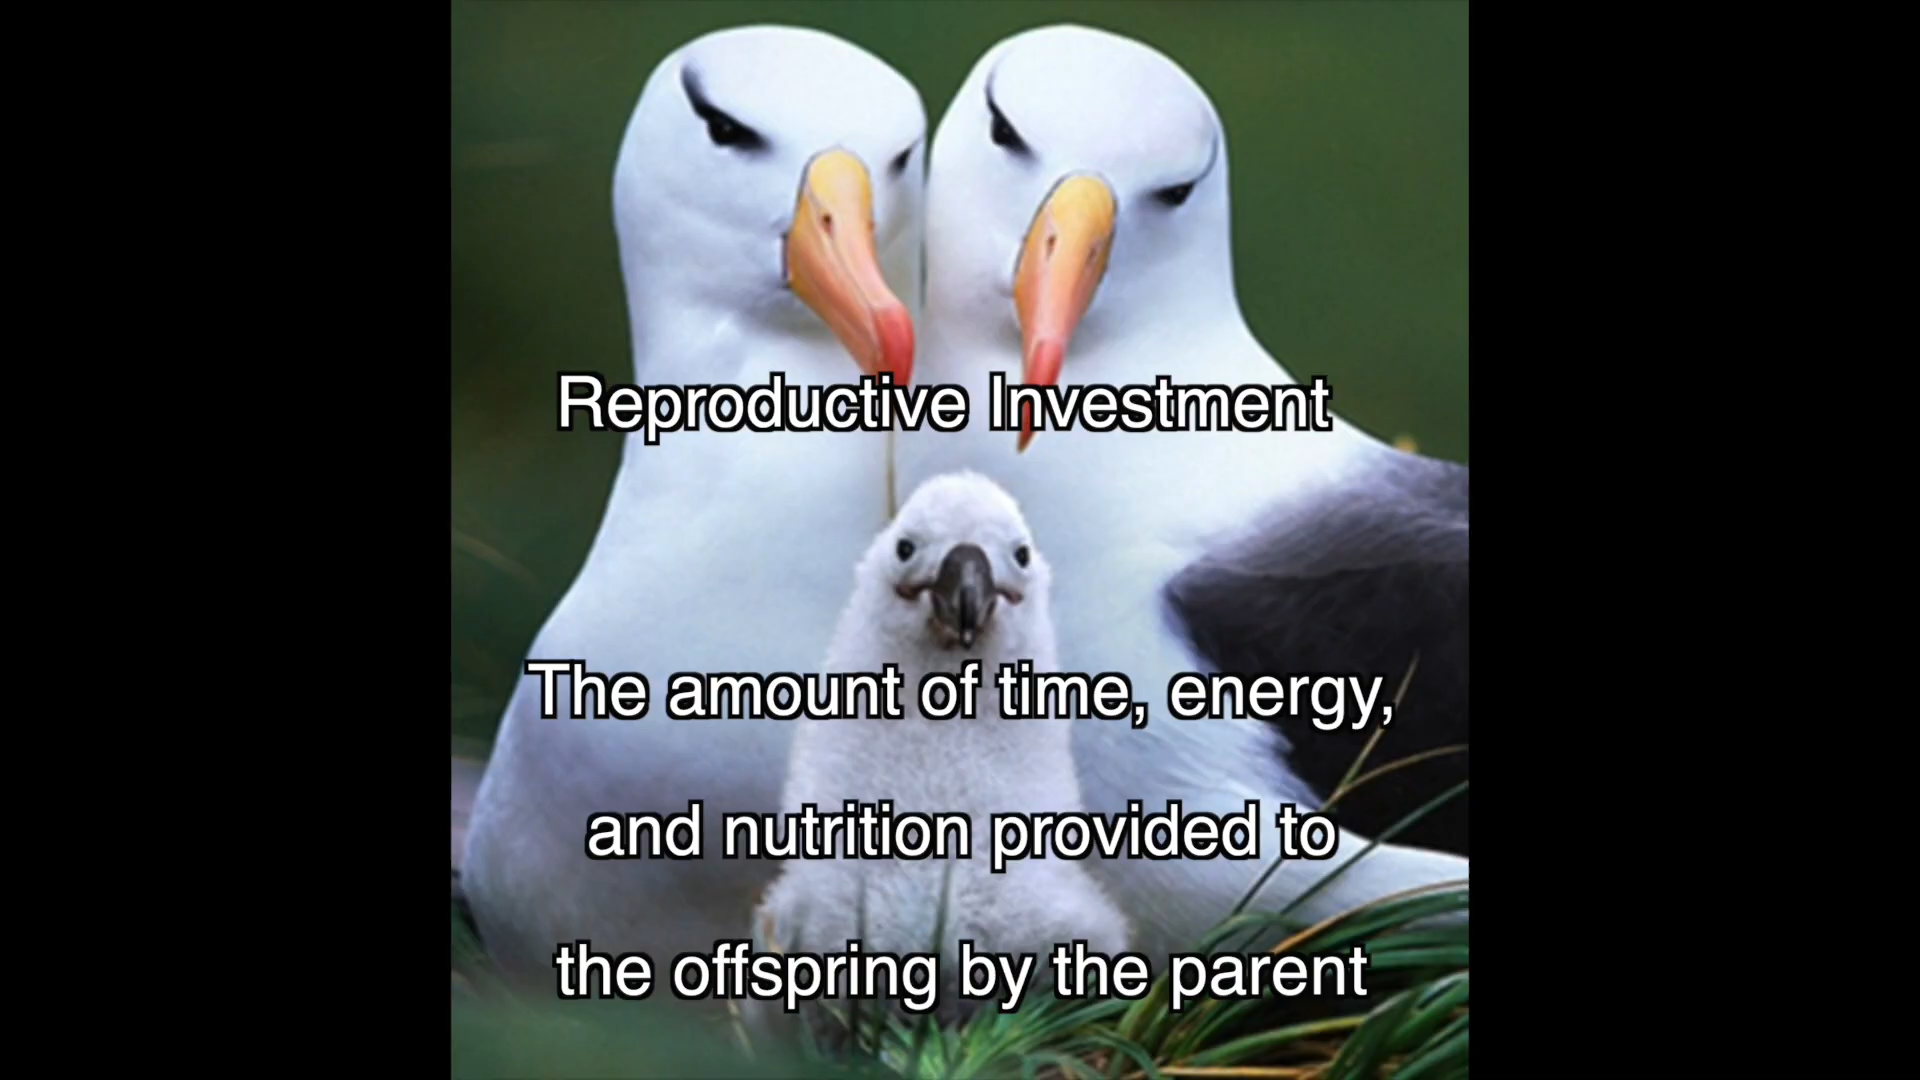 Reproductive Investment
The amount of time, energy,
and nutrition provided to
the offspring by the parent